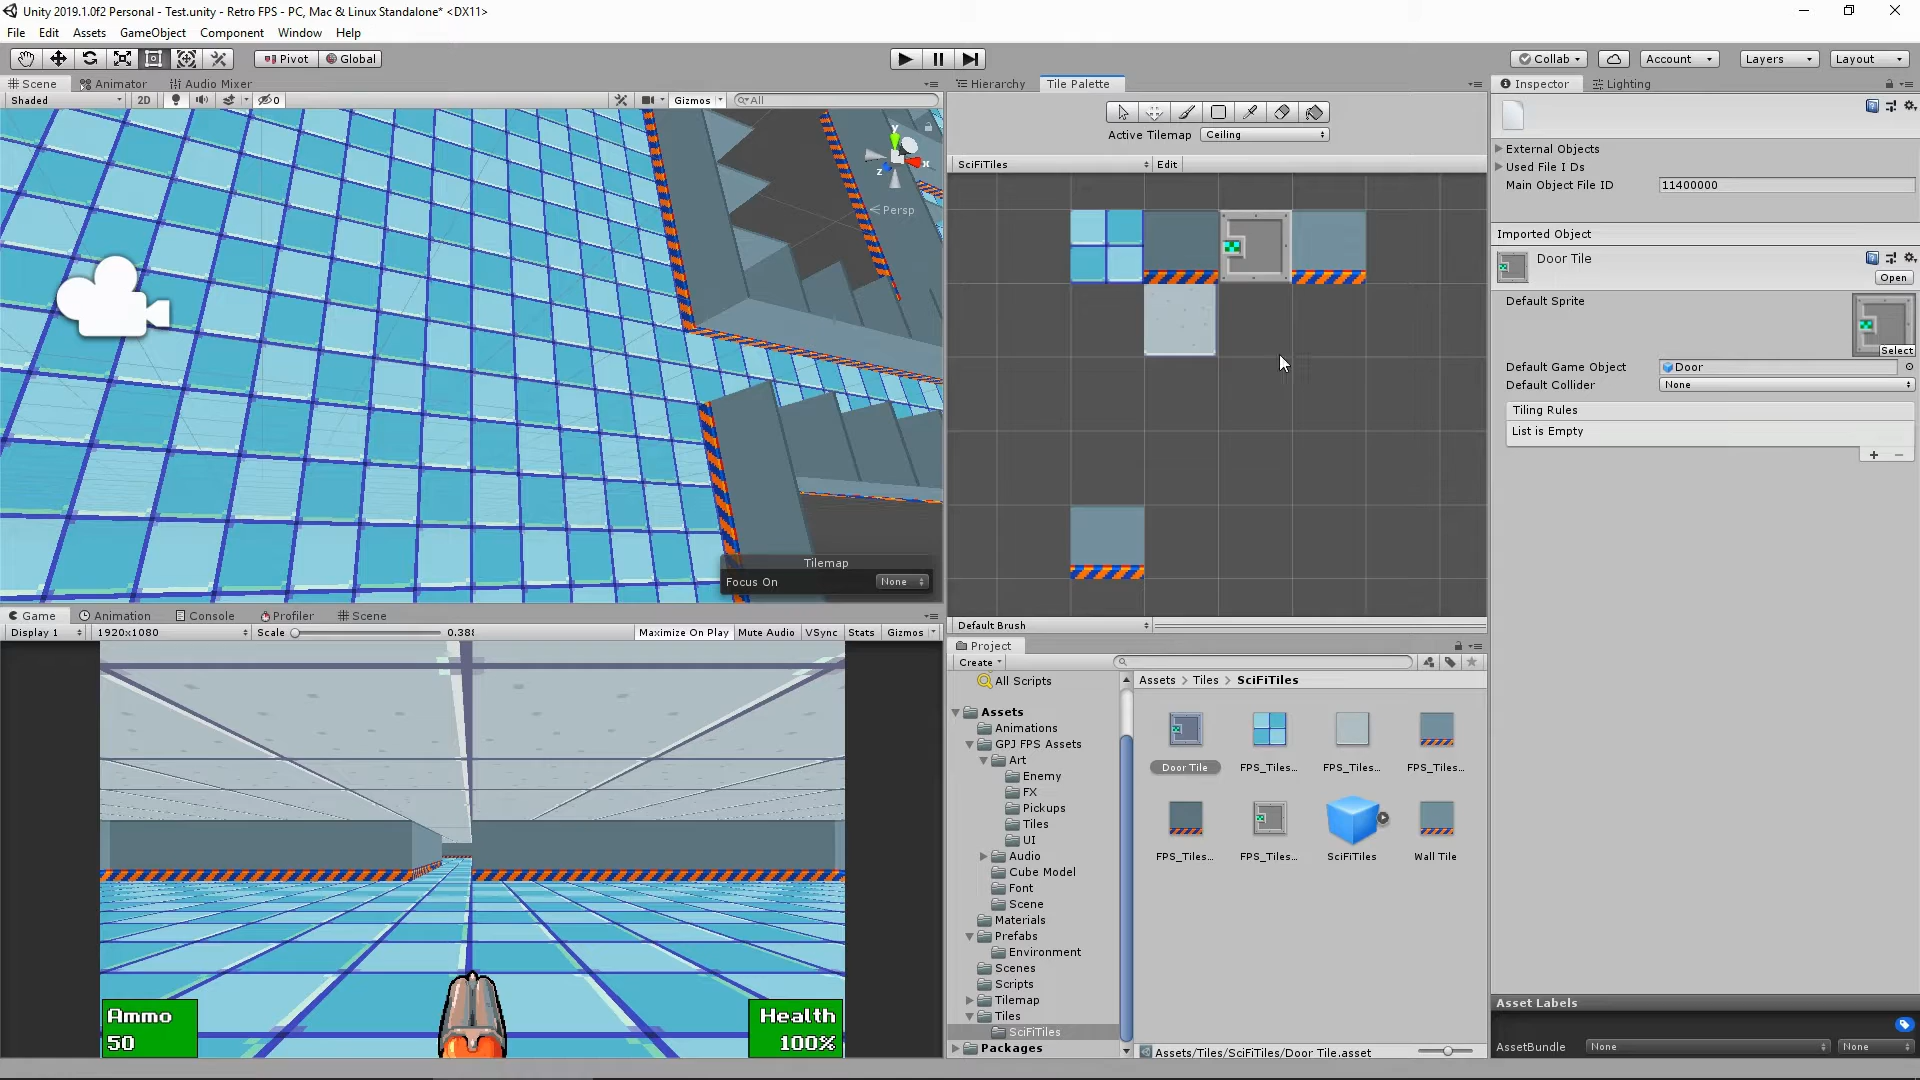 Unity 2019.1.0f2 Personal - Test.unity - Retro FPS - PC, Mac & Linux Standalone* <DX11>
File Edit Assets GameObject Component Window Help
Pivot Global Collab Account Layers Layout
Scene Animator Audio Mixer
Shaded 2D 0 Gizmos All
y
x
z
Persp
Tilemap
Focus On None
Hierarchy Tile Palette
Active Tilemap Ceiling
SciFiTiles Edit
Default Brush
Inspector Lighting
External Objects
Used File I Ds
Main Object File ID 11400000
Imported Object
Door Tile
Open
Default Sprite
Select
Default Game Object Door
Default Collider None
Tiling Rules
List is Empty
Game Animation Console Profiler Scene
Display 1 1920x1080 Scale 0.388 Maximize On Play Mute Audio VSync Stats Gizmos
Ammo
50
Health
100%
Project
Create
All Scripts
Assets
Animations
GPJ FPS Assets
Art
Enemy
FX
Pickups
Tiles
UI
Audio
Cube Model
Font
Scene
Materials
Prefabs
Environment
Scenes
Scripts
Tilemap
Tiles
SciFiTiles
Packages
Assets > Tiles > SciFiTiles
Door Tile FPS_Tiles... FPS_Tiles... FPS_Tiles...
FPS_Tiles... FPS_Tiles... SciFiTiles Wall Tile
Assets/Tiles/SciFiTiles/Door Tile.asset
Asset Labels
AssetBundle None None